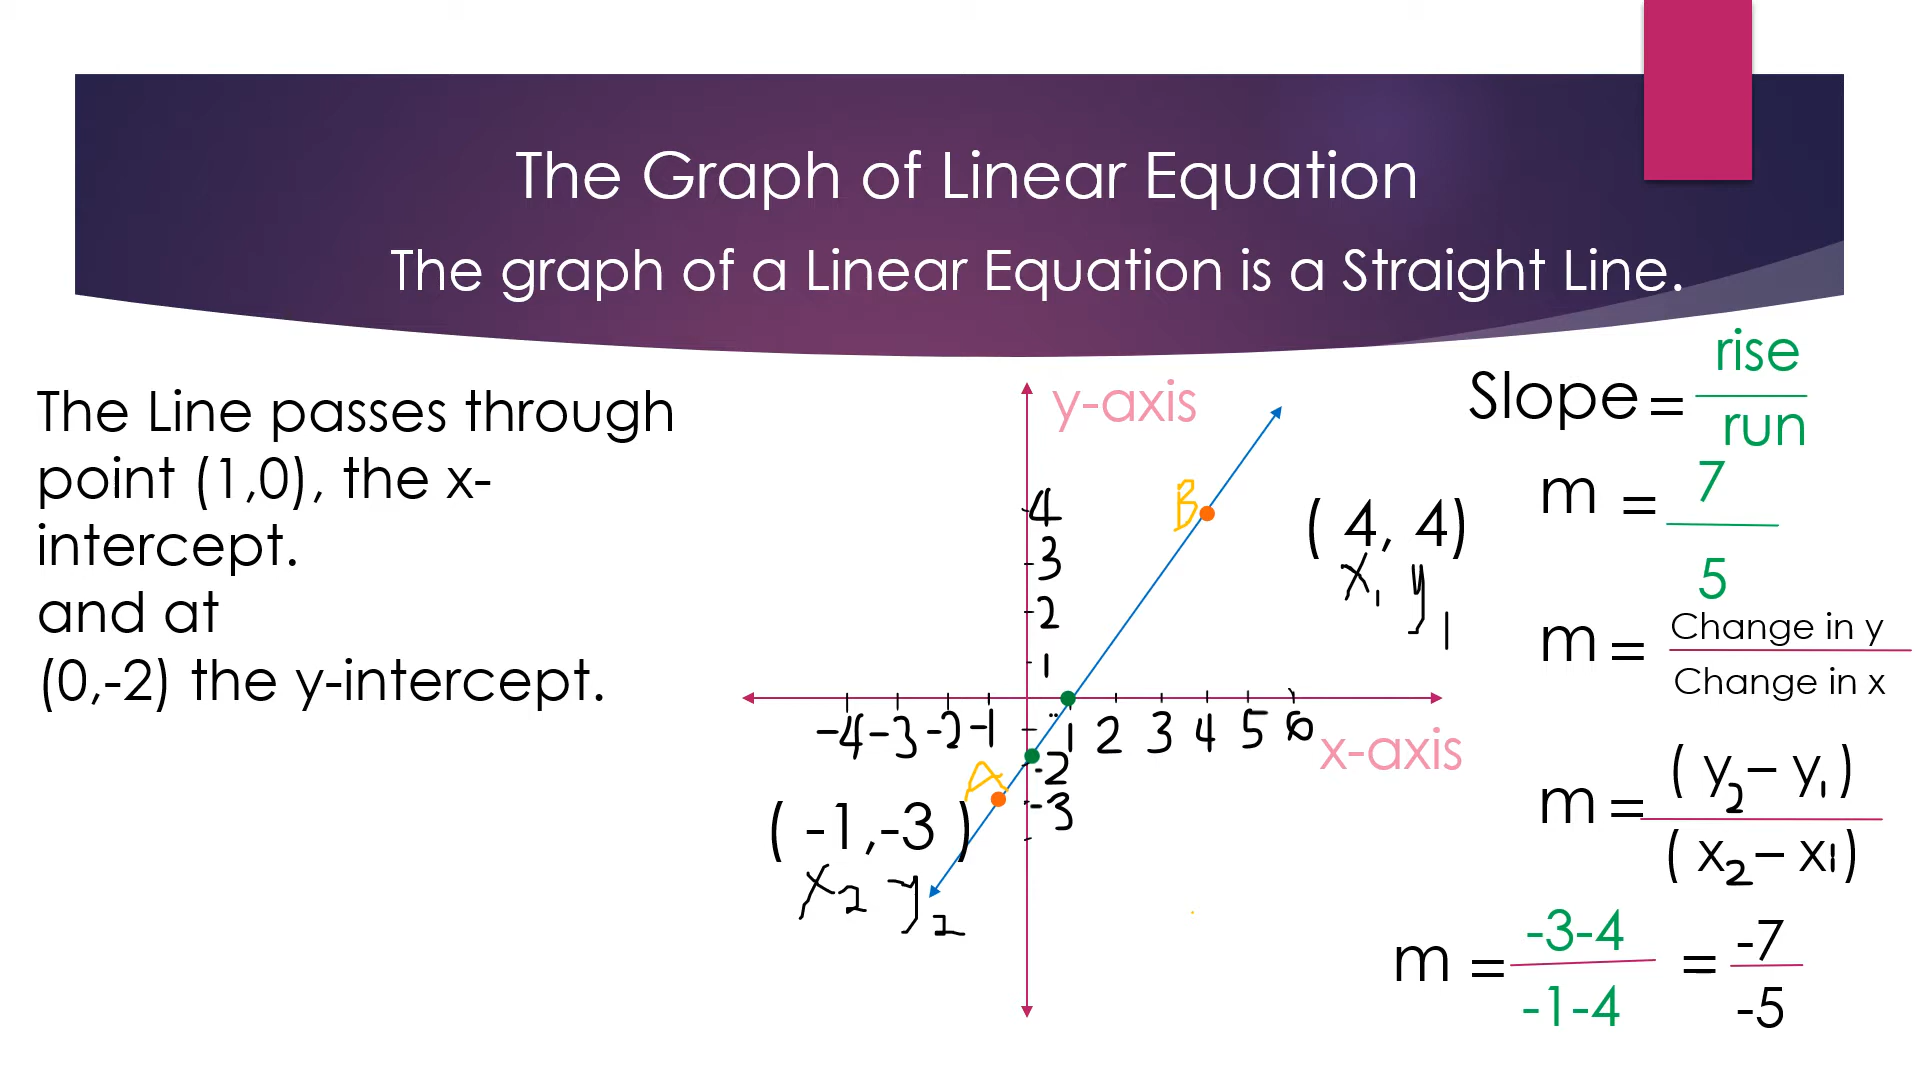 The Graph of Linear Equation
The graph of a Linear Equation is a Straight Line.
The Line passes through
point (1,0), the x-
intercept.
and at
(0,-2) the y-intercept.
y-axis
4
3
2
1
-4 -3 -2 -1
1 2 3 4 5 6
x-axis
-2
-3
B
( 4, 4)
x1 y1
A
( -1,-3 )
x2 y2
Slope = rise
run
m = 7
5
m = Change in y
Change in x
m = ( y2 – y1 )
( x2 – x1 )
m = -3-4 = -7
-1-4 -5